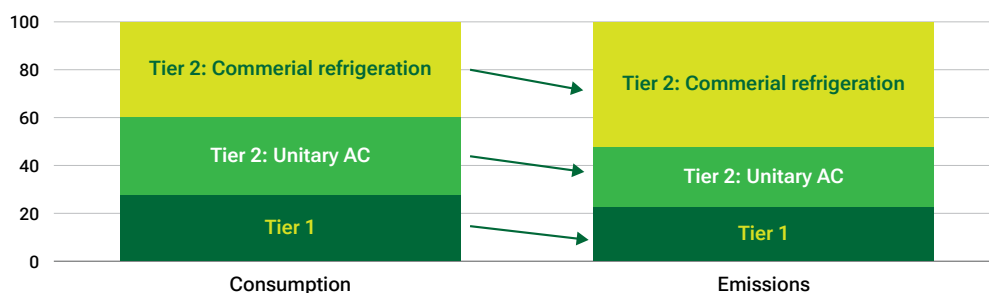 100
80
60
40
20
0
Tier 2: Commerial refrigeration
Tier 2: Unitary AC
Tier 1
Tier 2: Commerial refrigeration
Tier 2: Unitary AC
Tier 1
Consumption
Emissions